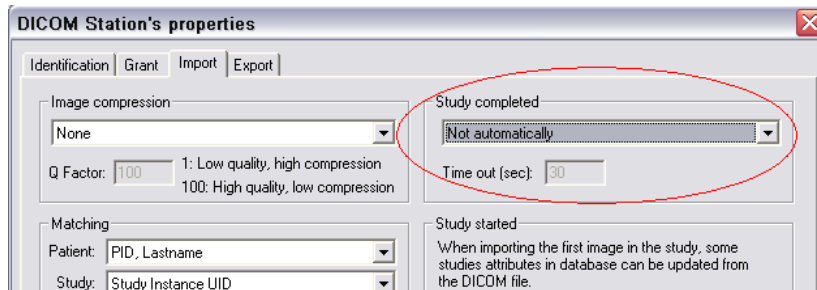 DICOM Station's properties
Identification Grant Import Export
Image compression
None
Q Factor: 100 1: Low quality, high compression
100: High quality, low compression
Study completed
Not automatically
Time out (sec): 30
Matching
Patient: PID, Lastname
Study: Study Instance UID
Study started
When importing the first image in the study, some
studies attributes in database can be updated from
the DICOM file.